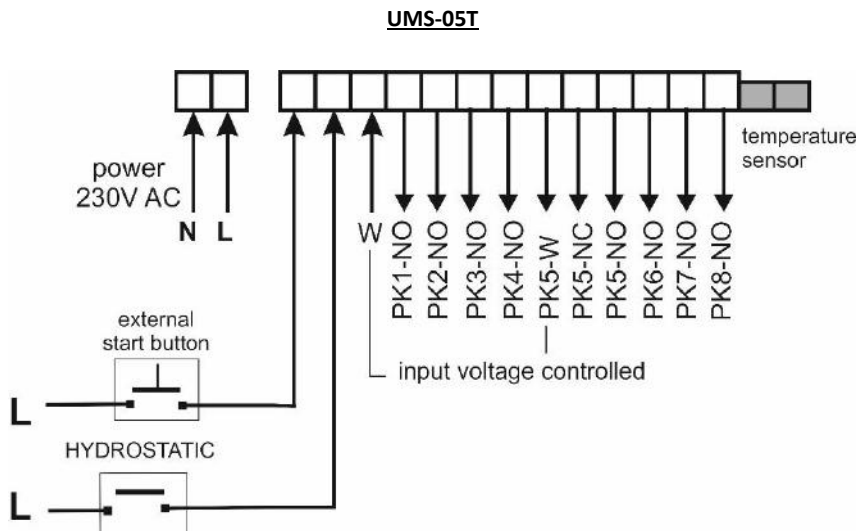 UMS-05T
temperature
sensor
power
230V AC
N L
W
PK1-NO
PK2-NO
PK3-NO
PK4-NO
PK5-W
PK5-NC
PK5-NO
PK6-NO
PK7-NO
PK8-NO
external
start button
input voltage controlled
L
HYDROSTATIC
L